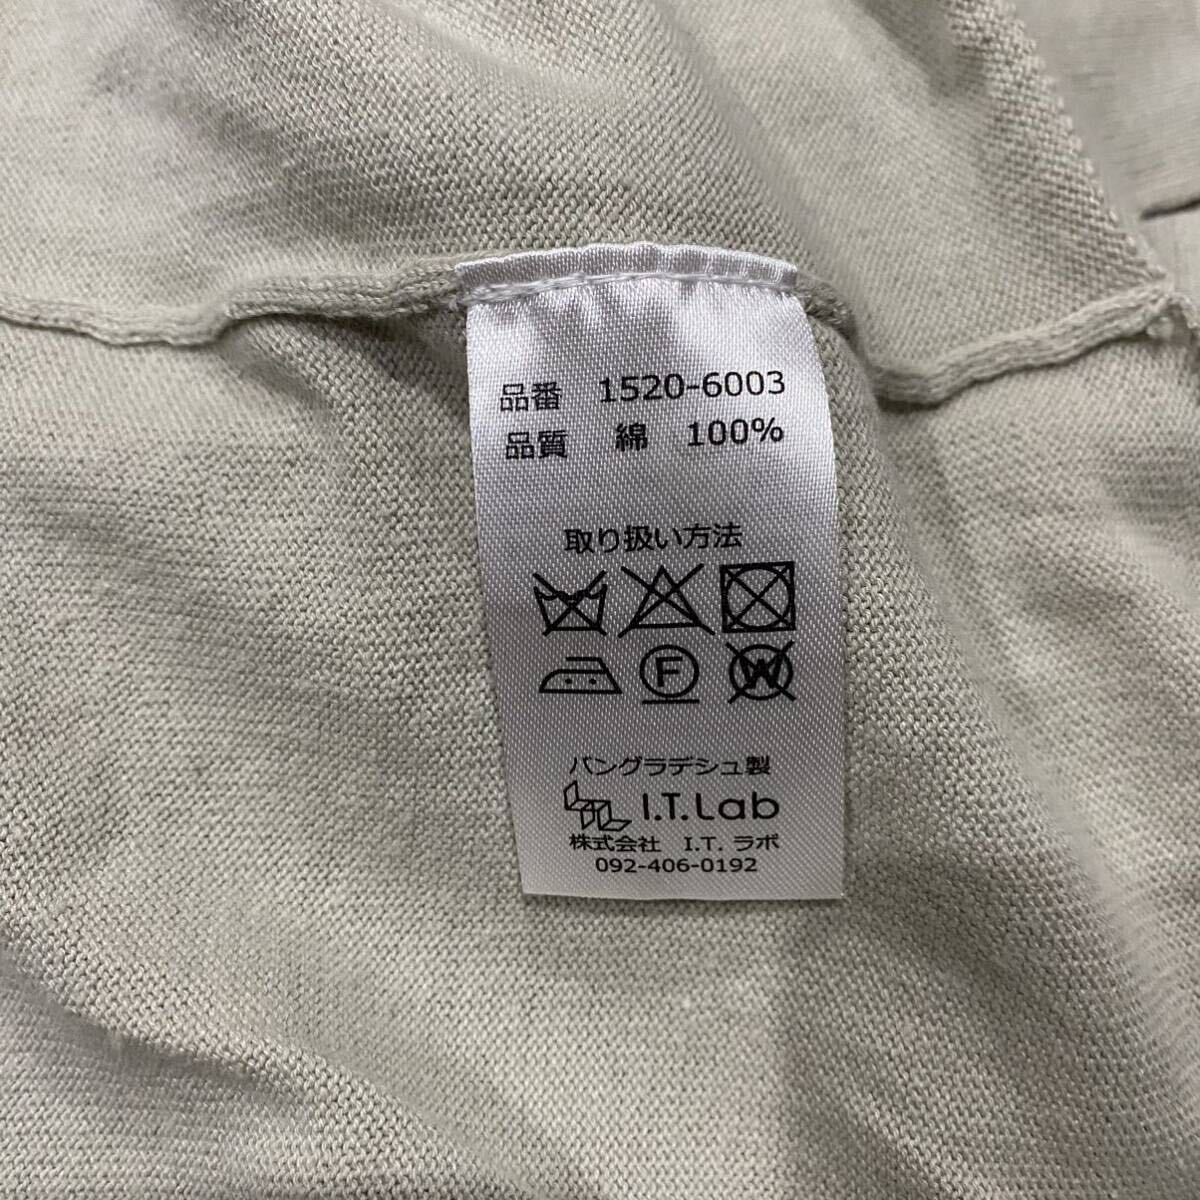 品番 1520-6003
品質 綿 100%
取り扱い方法
F
W
バングラデシュ製
I.T.Lab
株式会社 I.T. ラボ
092-406-0192